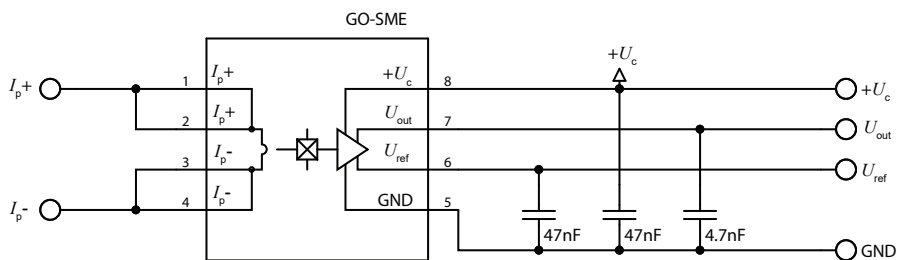 GO-SME
+Uc
Ip+
1
Ip+
+Uc
8
+Uc
2
Ip+
Uout
7
Uout
3
Ip-
Uref
6
Uref
Ip-
4
Ip-
GND
5
47nF
47nF
4.7nF
GND